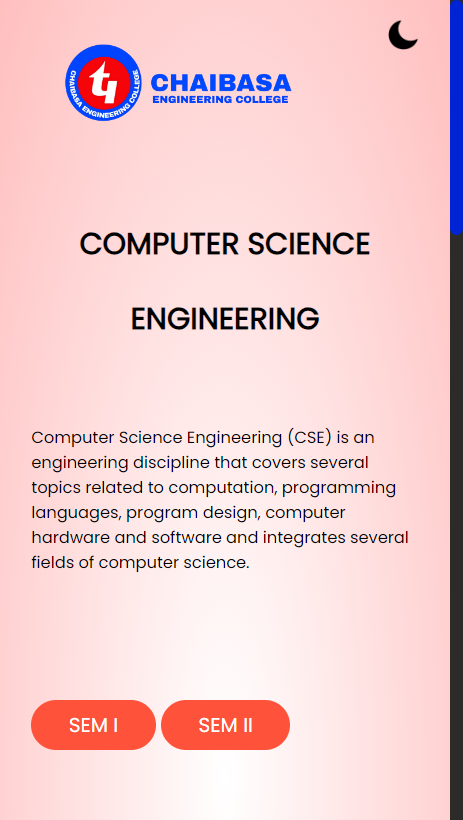 CHAIBASA
ENGINEERING COLLEGE
CHAIBASA ENGINEERING COLLEGE
COMPUTER SCIENCE
ENGINEERING
Computer Science Engineering (CSE) is an
engineering discipline that covers several
topics related to computation, programming
languages, program design, computer
hardware and software and integrates several
fields of computer science.
SEM I
SEM II